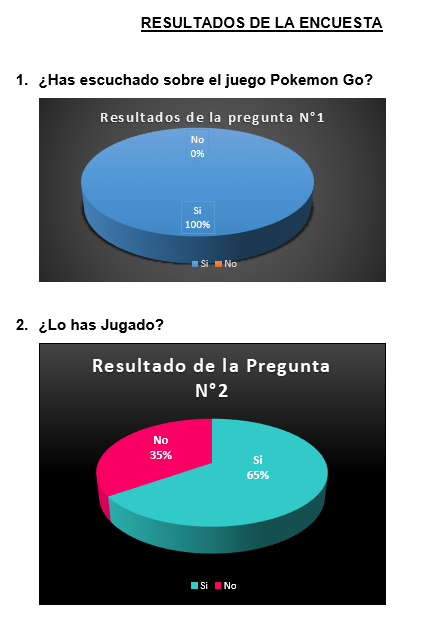 RESULTADOS DE LA ENCUESTA
1. ¿Has escuchado sobre el juego Pokemon Go?
Resultados de la pregunta N°1
No
0%
Si
100%
Si No
2. ¿Lo has Jugado?
Resultado de la Pregunta
N°2
No
35%
Si
65%
Si No